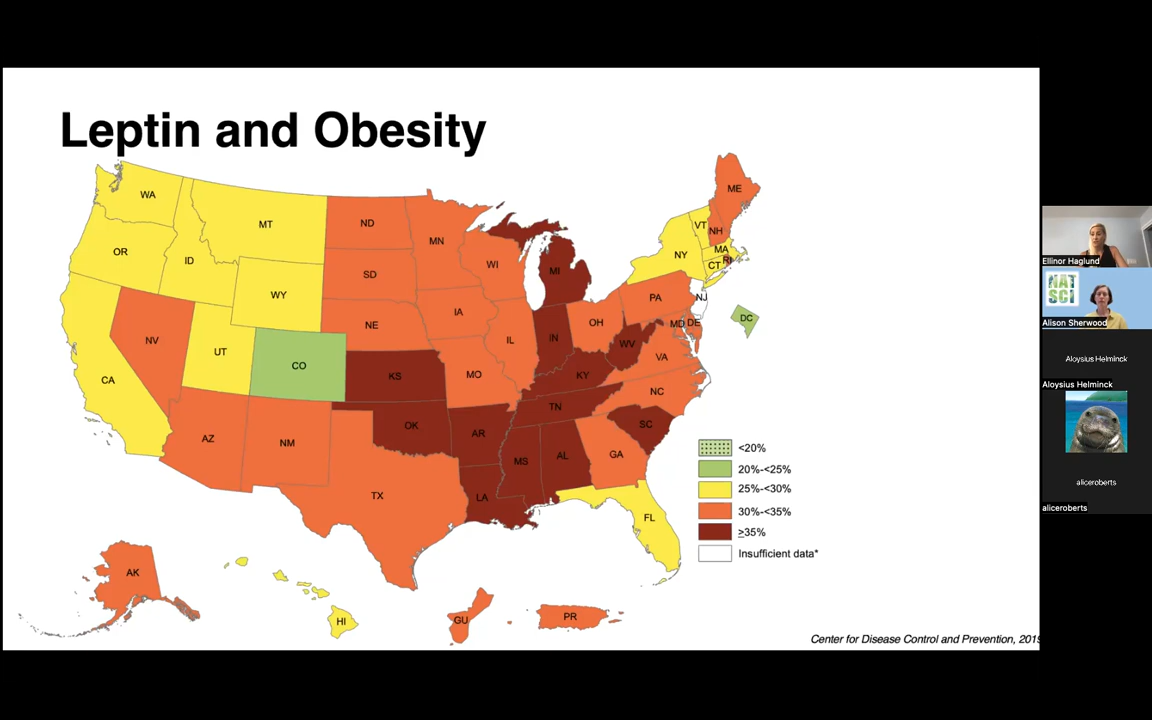 Leptin and Obesity
WA
MT
ND
MN
ME
VT
NH
OR
ID
SD
WI
MI
NY
MA
CT
RI
WY
NE
IA
PA
NJ
NV
UT
CO
IL
IN
OH
MD
DE
DC
WV
VA
CA
KS
MO
KY
NC
AZ
NM
OK
AR
TN
SC
MS
AL
GA
TX
LA
FL
<20%
20%-<25%
25%-<30%
30%-<35%
≥35%
Insufficient data*
AK
HI
GU
PR
Center for Disease Control and Prevention, 2019
Ellinor Haglund
NAT
SCI
Alison Sherwood
Aloysius Helminck
Aloysius Helminck
aliceroberts
aliceroberts